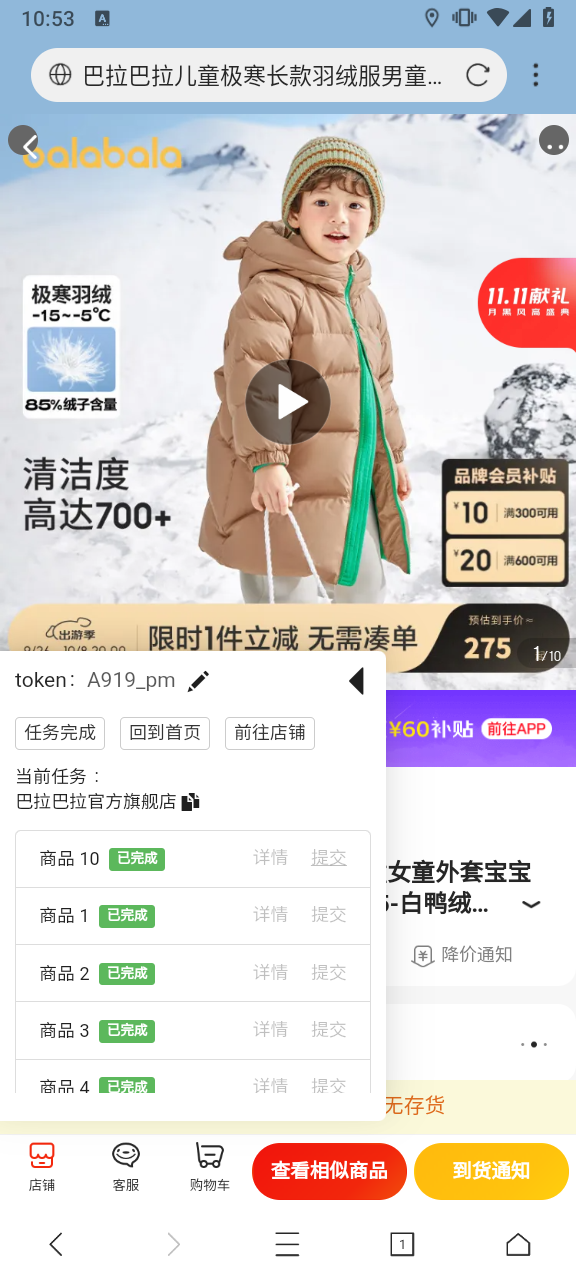 10:53
A
巴拉巴拉儿童极寒长款羽绒服男童...
balabala
极寒羽绒
-15~-5℃
85%绒子含量
11.11献礼
月黑风高盛典
清洁度
高达700+
品牌会员补贴
¥10 满300可用
¥20 满600可用
出游季
限时1件立减 无需凑单
预估到手价≈
275
1/10
token： A919_pm
¥60补贴 前往APP
任务完成 回到首页 前往店铺
当前任务：
巴拉巴拉官方旗舰店
商品 10 已完成 详情 提交
女童外套宝宝
商品 1 已完成 详情 提交
-白鸭绒...
商品 2 已完成 详情 提交
降价通知
商品 3 已完成 详情 提交
商品 4 已完成 详情 提交
无存货
店铺 客服 购物车 查看相似商品 到货通知
1